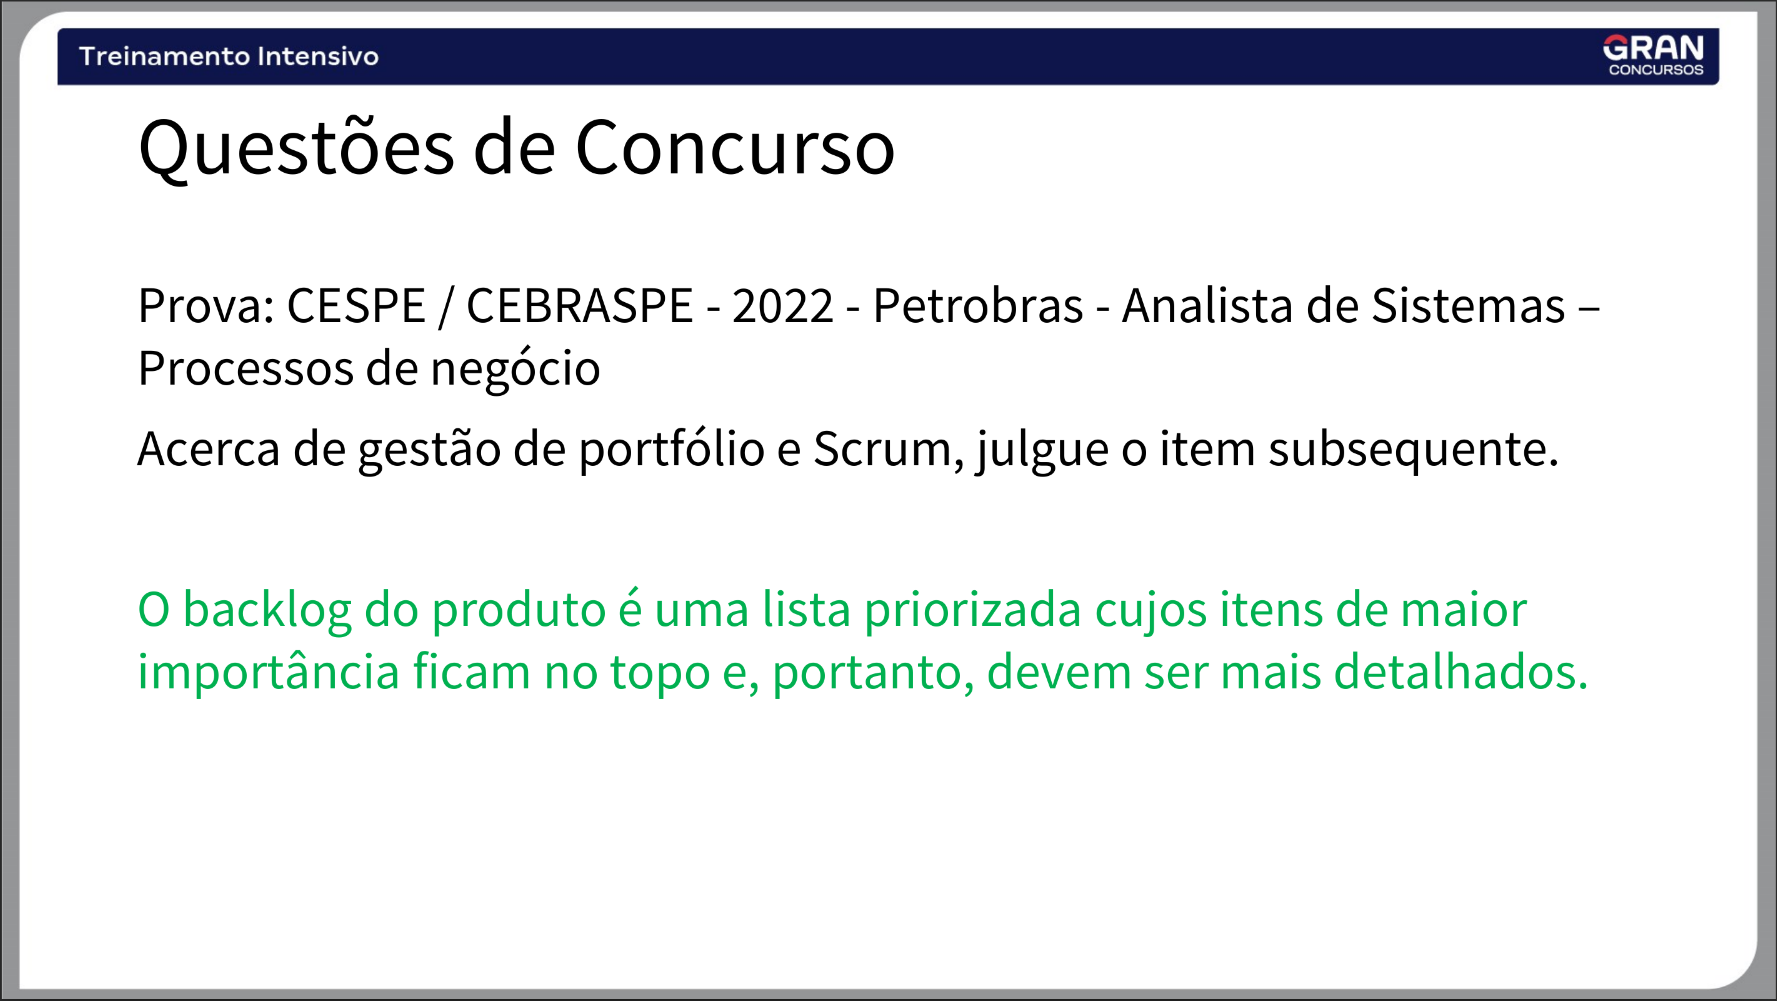 Treinamento Intensivo
GRAN
CONCURSOS
Questões de Concurso
Prova: CESPE / CEBRASPE - 2022 - Petrobras - Analista de Sistemas –
Processos de negócio
Acerca de gestão de portfólio e Scrum, julgue o item subsequente.
O backlog do produto é uma lista priorizada cujos itens de maior
importância ficam no topo e, portanto, devem ser mais detalhados.